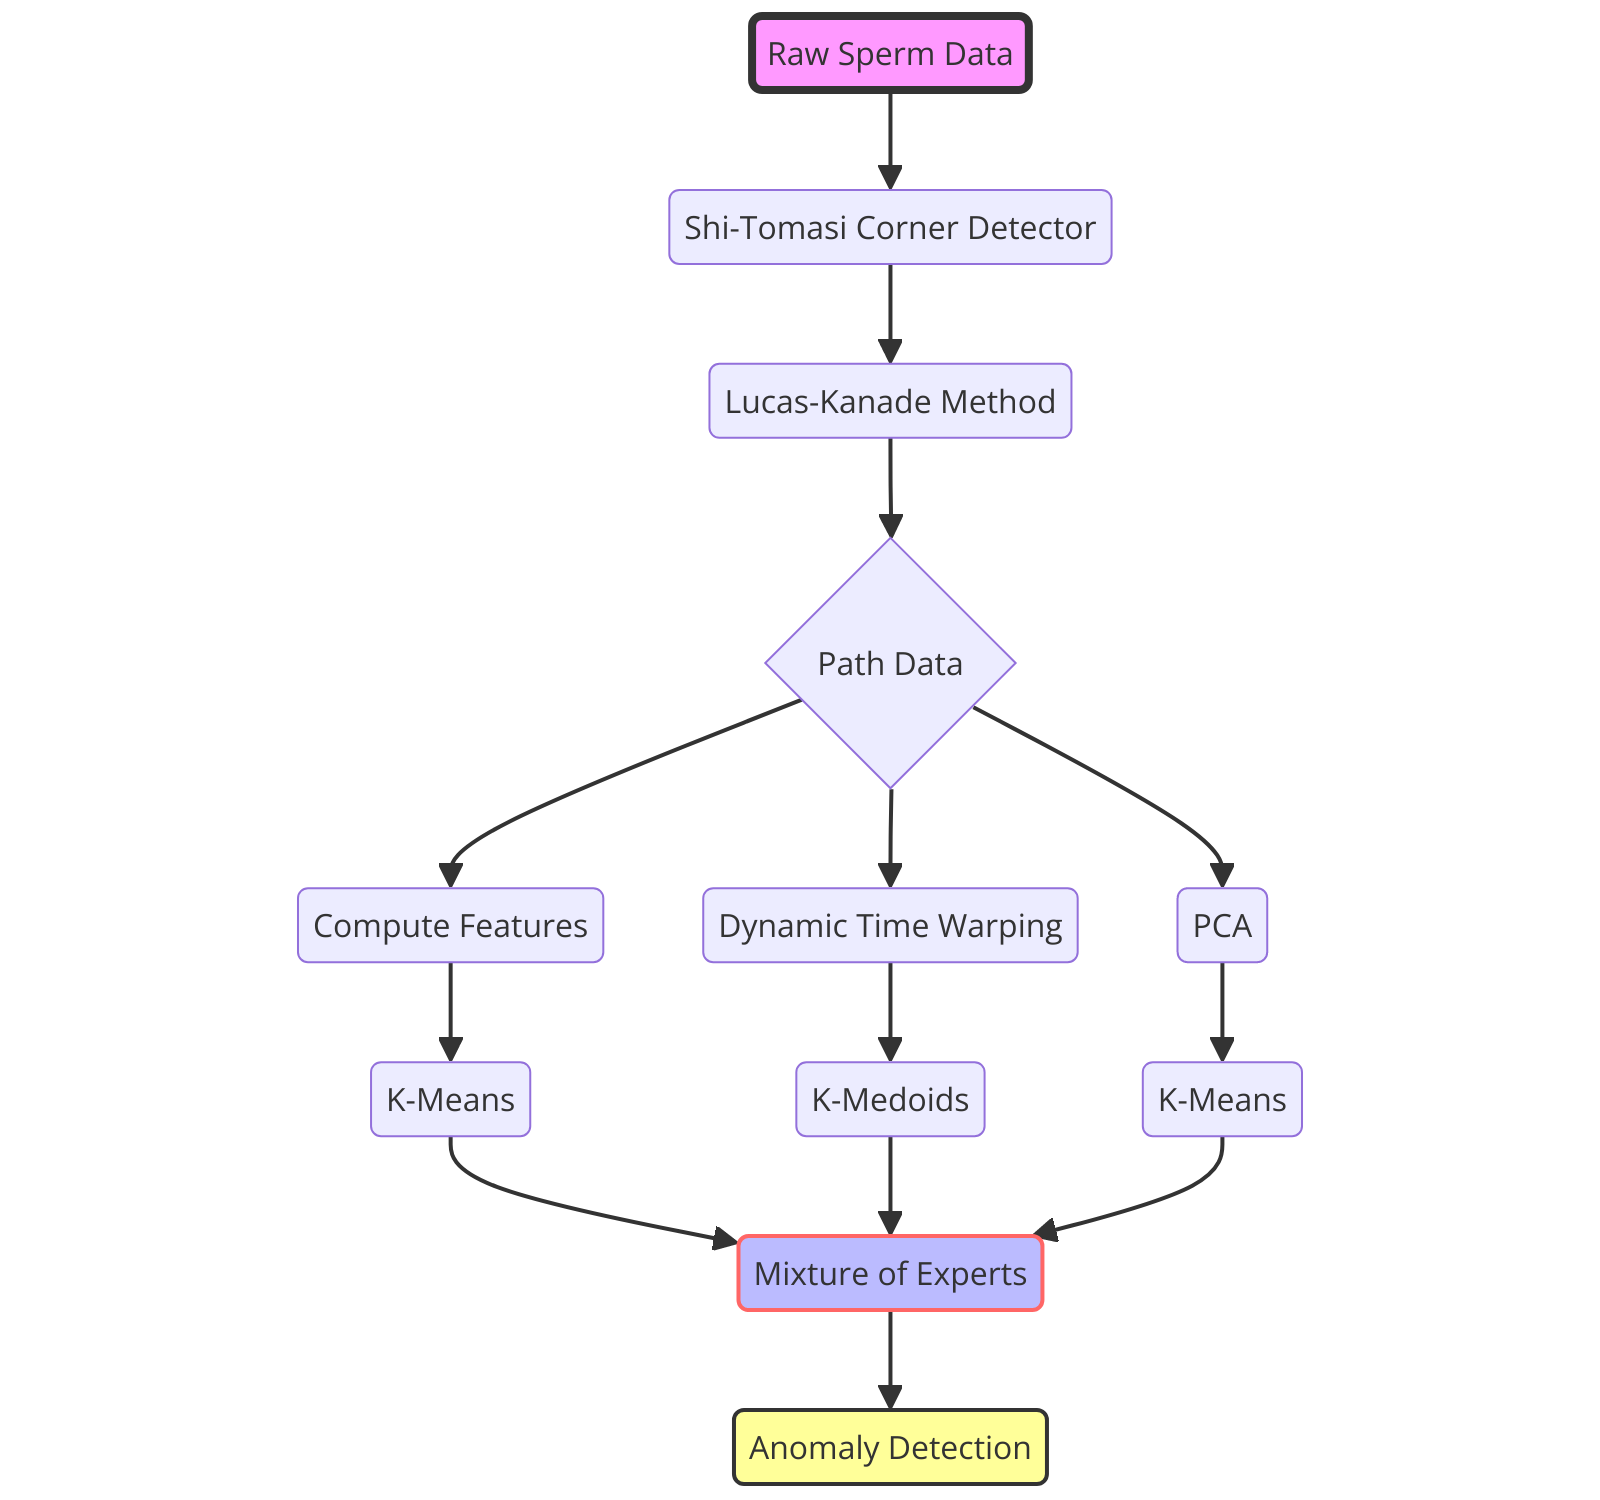 Raw Sperm Data
Shi-Tomasi Corner Detector
Lucas-Kanade Method
Path Data
Compute Features
Dynamic Time Warping
PCA
K-Means
K-Medoids
K-Means
Mixture of Experts
Anomaly Detection